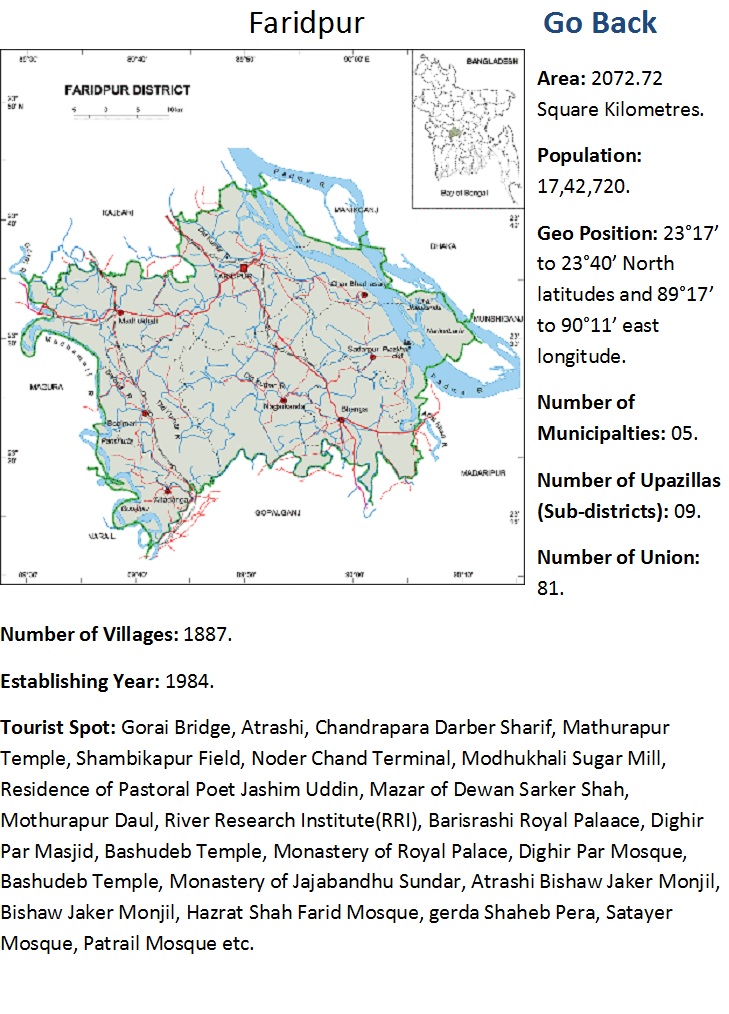 Faridpur
Go Back
FARIDPUR DISTRICT
BANGLADESH
Bay of Bengal
Padma R
RAJBARI
MANIKGANJ
DHAKA
MUNSHIGANJ
FARIDPUR
Char Bhadrasan
Madhukhali
Sadarpur
MAGURA
Nagarkanda
Bhanga
Boalmari
Padma R
MADARIPUR
Alfadanga
GOPALGANJ
NARAIL
Area: 2072.72
Square Kilometres.
Population:
17,42,720.
Geo Position: 23°17’
to 23°40’ North
latitudes and 89°17’
to 90°11’ east
longitude.
Number of
Municipalties: 05.
Number of Upazillas
(Sub-districts): 09.
Number of Union:
81.
Number of Villages: 1887.
Establishing Year: 1984.
Tourist Spot: Gorai Bridge, Atrashi, Chandrapara Darber Sharif, Mathurapur
Temple, Shambikapur Field, Noder Chand Terminal, Modhukhali Sugar Mill,
Residence of Pastoral Poet Jashim Uddin, Mazar of Dewan Sarker Shah,
Mothurapur Daul, River Research Institute(RRI), Barisrashi Royal Palaace, Dighir
Par Masjid, Bashudeb Temple, Monastery of Royal Palace, Dighir Par Mosque,
Bashudeb Temple, Monastery of Jajabandhu Sundar, Atrashi Bishaw Jaker Monjil,
Bishaw Jaker Monjil, Hazrat Shah Farid Mosque, gerda Shaheb Pera, Satayer
Mosque, Patrail Mosque etc.